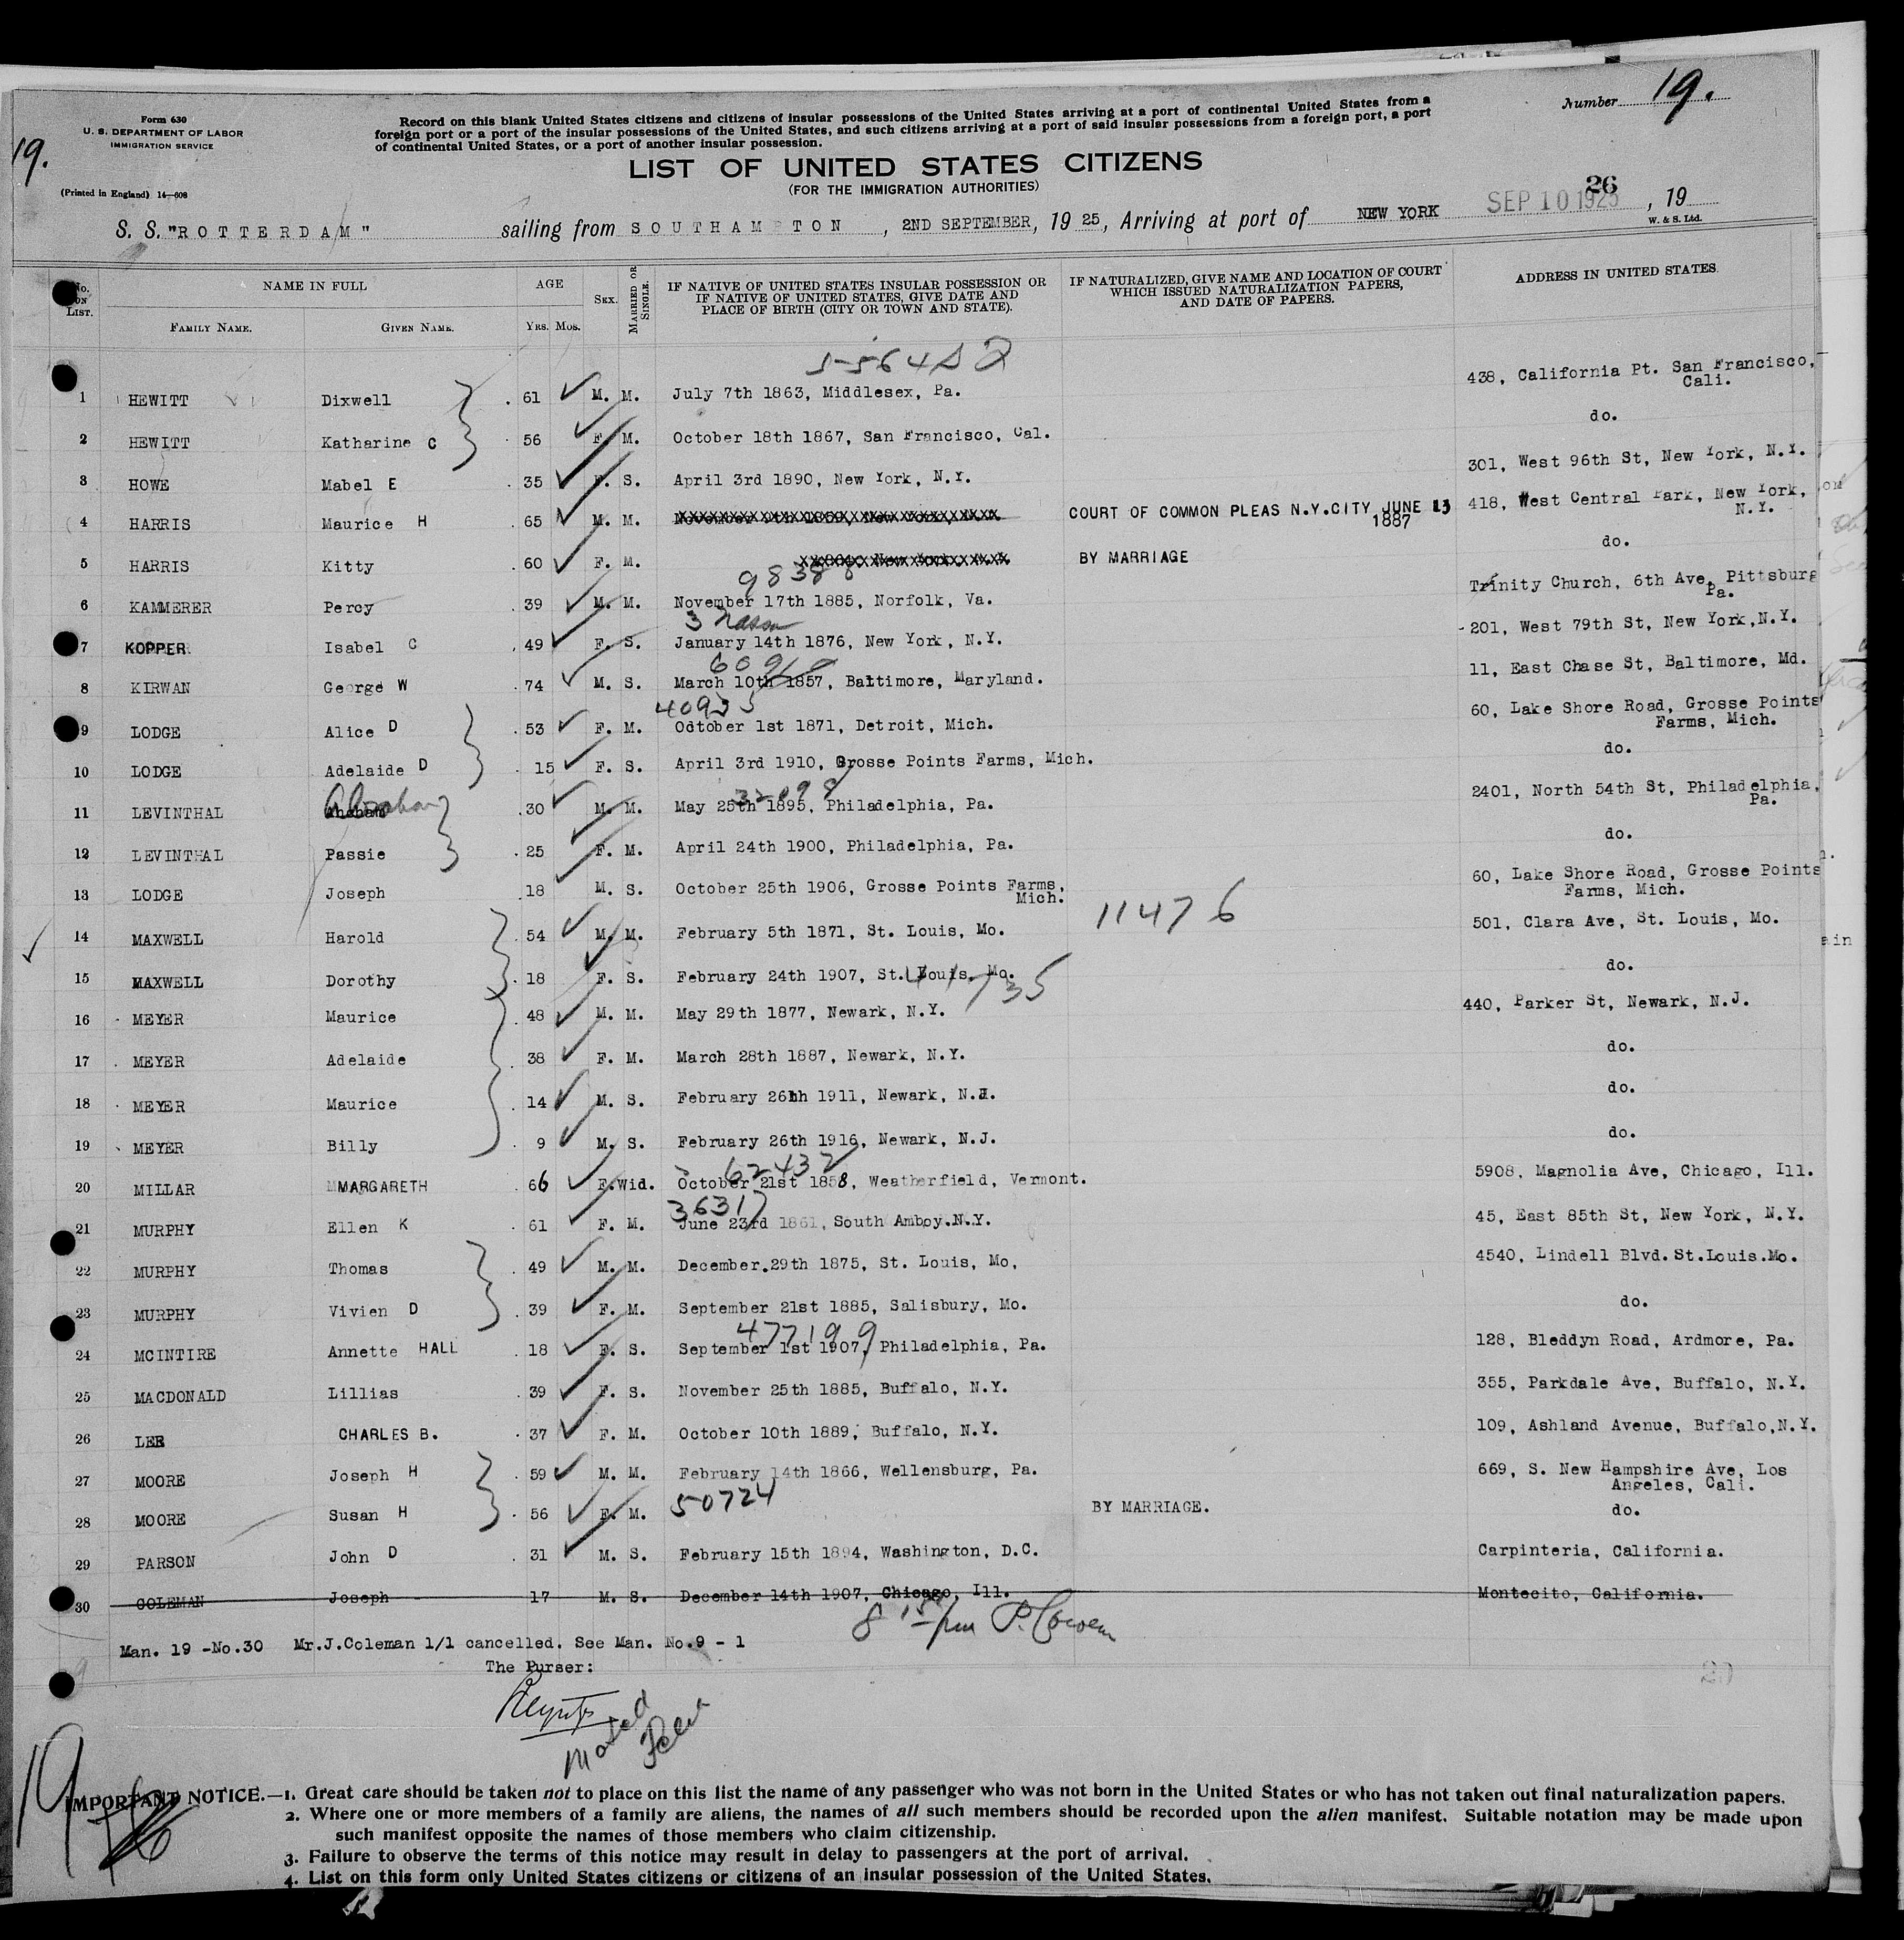 Number 19.
Form 630
U. S. DEPARTMENT OF LABOR
IMMIGRATION SERVICE
19.
(Printed in England) 14—608
Record on this blank United States citizens and citizens of insular possessions of the United States arriving at a port of continental United States from a
foreign port or a port of the insular possessions of the United States, and such citizens arriving at a port of said insular possessions from a foreign port, a port
of continental United States, or a port of another insular possession.
LIST OF UNITED STATES CITIZENS
(FOR THE IMMIGRATION AUTHORITIES)
S. S. "ROTTERDAM" sailing from SOUTHAMPTON, 2ND SEPTEMBER, 19 25, Arriving at port of NEW YORK SEP 10 1925 26, 19
W. & S. Ltd.
No. on List. NAME IN FULL AGE Sex. Married or Single. IF NATIVE OF UNITED STATES INSULAR POSSESSION OR IF NATIVE OF UNITED STATES, GIVE DATE AND PLACE OF BIRTH (CITY OR TOWN AND STATE). IF NATURALIZED, GIVE NAME AND LOCATION OF COURT WHICH ISSUED NATURALIZATION PAPERS, AND DATE OF PAPERS. ADDRESS IN UNITED STATES.
Family Name. Given Name. Yrs. Mos.
1 HEWITT Dixwell 61 M. M. July 7th 1863, Middlesex, Pa. 438, California Pt. San Francisco, Cali.
2 HEWITT Katharine C 56 F. M. October 18th 1867, San Francisco, Cal. do.
3 HOWE Mabel E 35 F. S. April 3rd 1890, New York, N.Y. 301, West 96th St, New York, N.Y.
4 HARRIS Maurice H 65 M. M. COURT OF COMMON PLEAS N.Y.CITY JUNE 13 1887 418, West Central Park, New York, N.Y.
5 HARRIS Kitty 60 F. M. BY MARRIAGE do.
9838
6 KAMMERER Percy 39 M. M. November 17th 1885, Norfolk, Va. Trinity Church, 6th Ave, Pittsburg Pa.
7 KOPPER Isabel C 49 F. S. January 14th 1876, New York, N.Y. 201, West 79th St, New York, N.Y.
8 KIRWAN George W 74 M. S. March 10th 1857, Baltimore, Maryland. 11, East Chase St, Baltimore, Md.
9 LODGE Alice D 53 F. M. October 1st 1871, Detroit, Mich. 60, Lake Shore Road, Grosse Points Farms, Mich.
10 LODGE Adelaide D 15 F. S. April 3rd 1910, Grosse Points Farms, Mich. do.
11 LEVINTHAL Abraham 30 M. M. May 25th 1895, Philadelphia, Pa. 2401, North 54th St, Philadelphia, Pa.
12 LEVINTHAL Passie 25 F. M. April 24th 1900, Philadelphia, Pa. do.
13 LODGE Joseph 18 M. S. October 25th 1906, Grosse Points Farms, Mich. 60, Lake Shore Road, Grosse Points Farms, Mich.
11476
14 MAXWELL Harold 54 M. M. February 5th 1871, St. Louis, Mo. 501, Clara Ave, St. Louis, Mo.
15 MAXWELL Dorothy 18 F. S. February 24th 1907, St. Louis, Mo. do.
16 MEYER Maurice 48 M. M. May 29th 1877, Newark, N.Y. 440, Parker St, Newark, N.J.
17 MEYER Adelaide 38 F. M. March 28th 1887, Newark, N.Y. do.
18 MEYER Maurice 14 M. S. February 26th 1911, Newark, N.J. do.
19 MEYER Billy 9 M. S. February 26th 1916, Newark, N.J. do.
62432
20 MILLAR MARGARETH 66 F. Wid. October 21st 1858, Weatherfield, Vermont. 5908, Magnolia Ave, Chicago, Ill.
36317
21 MURPHY Ellen K 61 F. M. June 23rd 1861, South Amboy.N.Y. 45, East 85th St, New York, N.Y.
22 MURPHY Thomas 49 M. M. December.29th 1875, St. Louis, Mo, 4540, Lindell Blvd.St.Louis.Mo.
23 MURPHY Vivien D 39 F. M. September 21st 1885, Salisbury, Mo. do.
477199
24 MCINTIRE Annette HALL 18 F. S. September 1st 1907, Philadelphia, Pa. 128, Bleddyn Road, Ardmore, Pa.
25 MACDONALD Lillias 39 F. S. November 25th 1885, Buffalo, N.Y. 355, Parkdale Ave, Buffalo, N.Y.
26 LEE CHARLES B. 37 F. M. October 10th 1889, Buffalo, N.Y. 109, Ashland Avenue, Buffalo,N.Y.
27 MOORE Joseph H 59 M. M. February 14th 1866, Wellensburg, Pa. 669, S. New Hampshire Ave, Los Angeles, Cali.
28 MOORE Susan H 56 F. M. 50724 BY MARRIAGE. do.
29 PARSON John D 31 M. S. February 15th 1894, Washington, D.C. Carpinteria, California.
30 COLEMAN Joseph 17 M. S. December 14th 1907, Chicago, Ill. Montecito, California.
Man. 19 -No.30 Mr.J.Coleman 1/1 cancelled. See Man. No.9 - 1
The Purser:
19
IMPORTANT NOTICE.—1. Great care should be taken not to place on this list the name of any passenger who was not born in the United States or who has not taken out final naturalization papers.
2. Where one or more members of a family are aliens, the names of all such members should be recorded upon the alien manifest. Suitable notation may be made upon
such manifest opposite the names of those members who claim citizenship.
3. Failure to observe the terms of this notice may result in delay to passengers at the port of arrival.
4. List on this form only United States citizens or citizens of an insular possession of the United States.